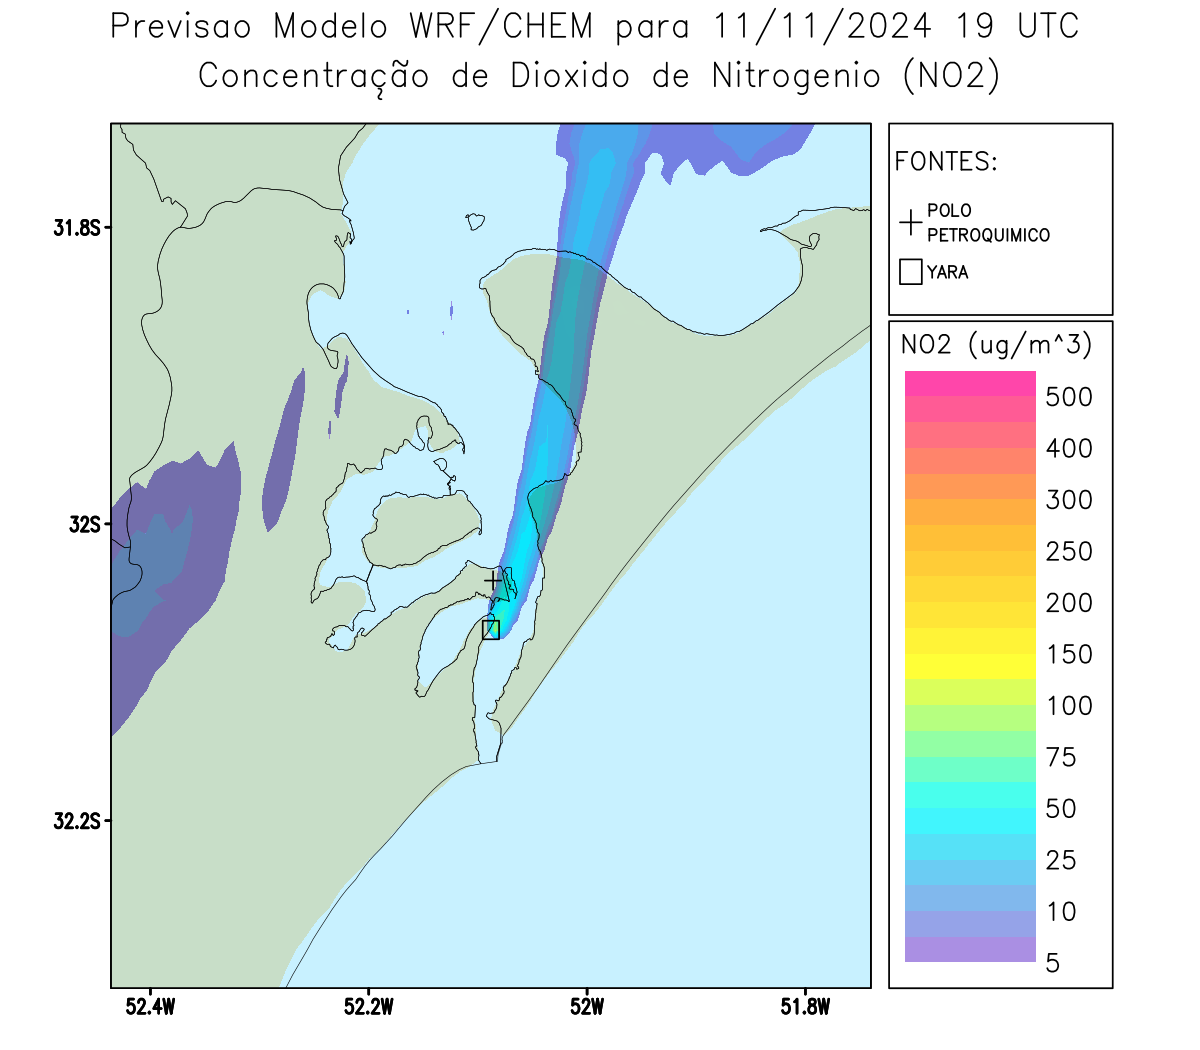 Previsao Modelo WRF/CHEM para 11/11/2024 19 UTC
Concentração de Dioxido de Nitrogenio (NO2)
FONTES:
POLO
PETROQUIMICO
YARA
NO2 (ug/m^3)
500
400
300
250
200
150
100
75
50
25
10
5
31.8S
32S
32.2S
52.4W
52.2W
52W
51.8W